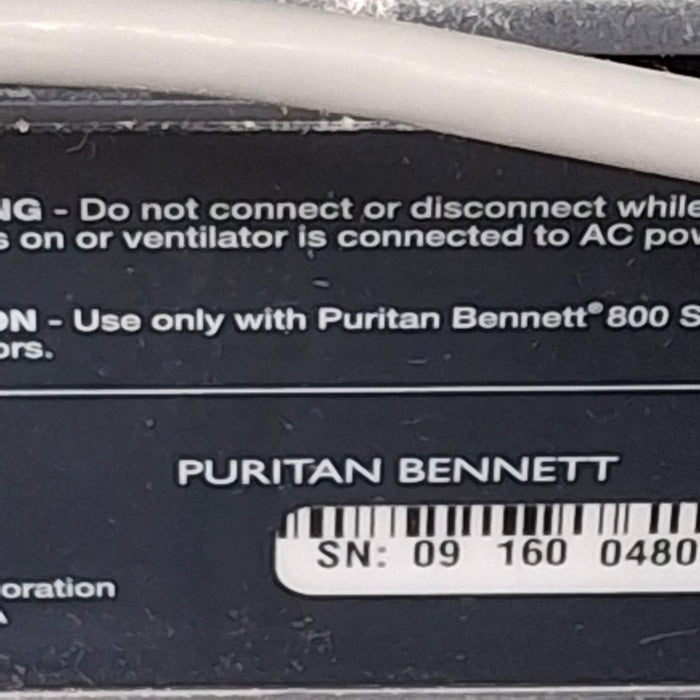 NG - Do not connect or disconnect while
s on or ventilator is connected to AC pow
ON - Use only with Puritan Bennett® 800 S
ors.
PURITAN BENNETT
SN: 09 160 0480
oration
A